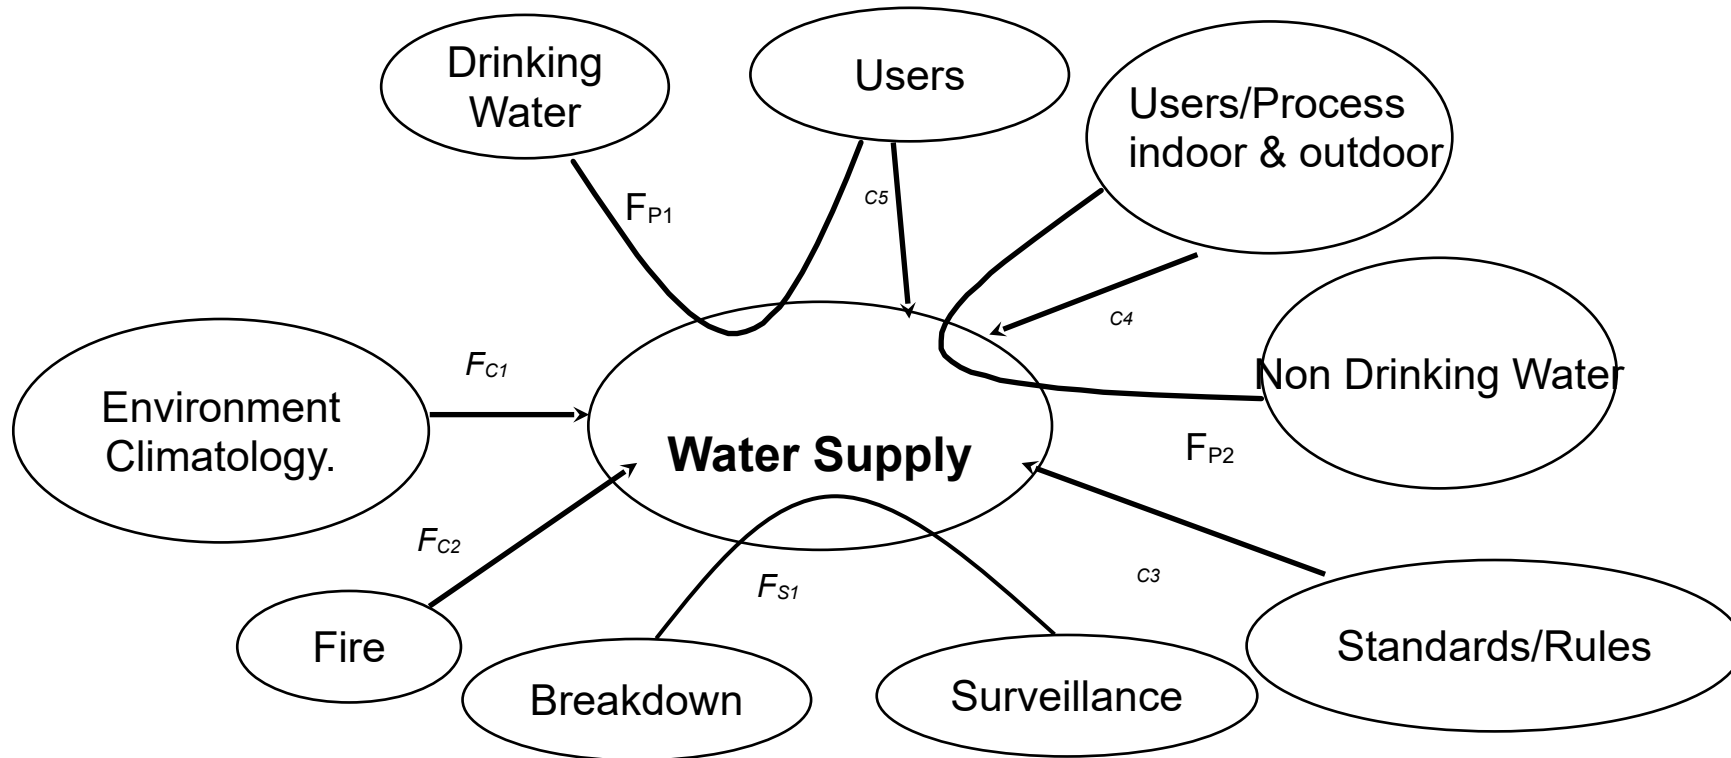 Drinking
Water
Users
Users/Process
indoor & outdoor
FP1
C5
C4
FC1
Non Drinking Water
Environment
Climatology.
Water Supply
FP2
FC2
FS1
C3
Fire
Breakdown
Surveillance
Standards/Rules